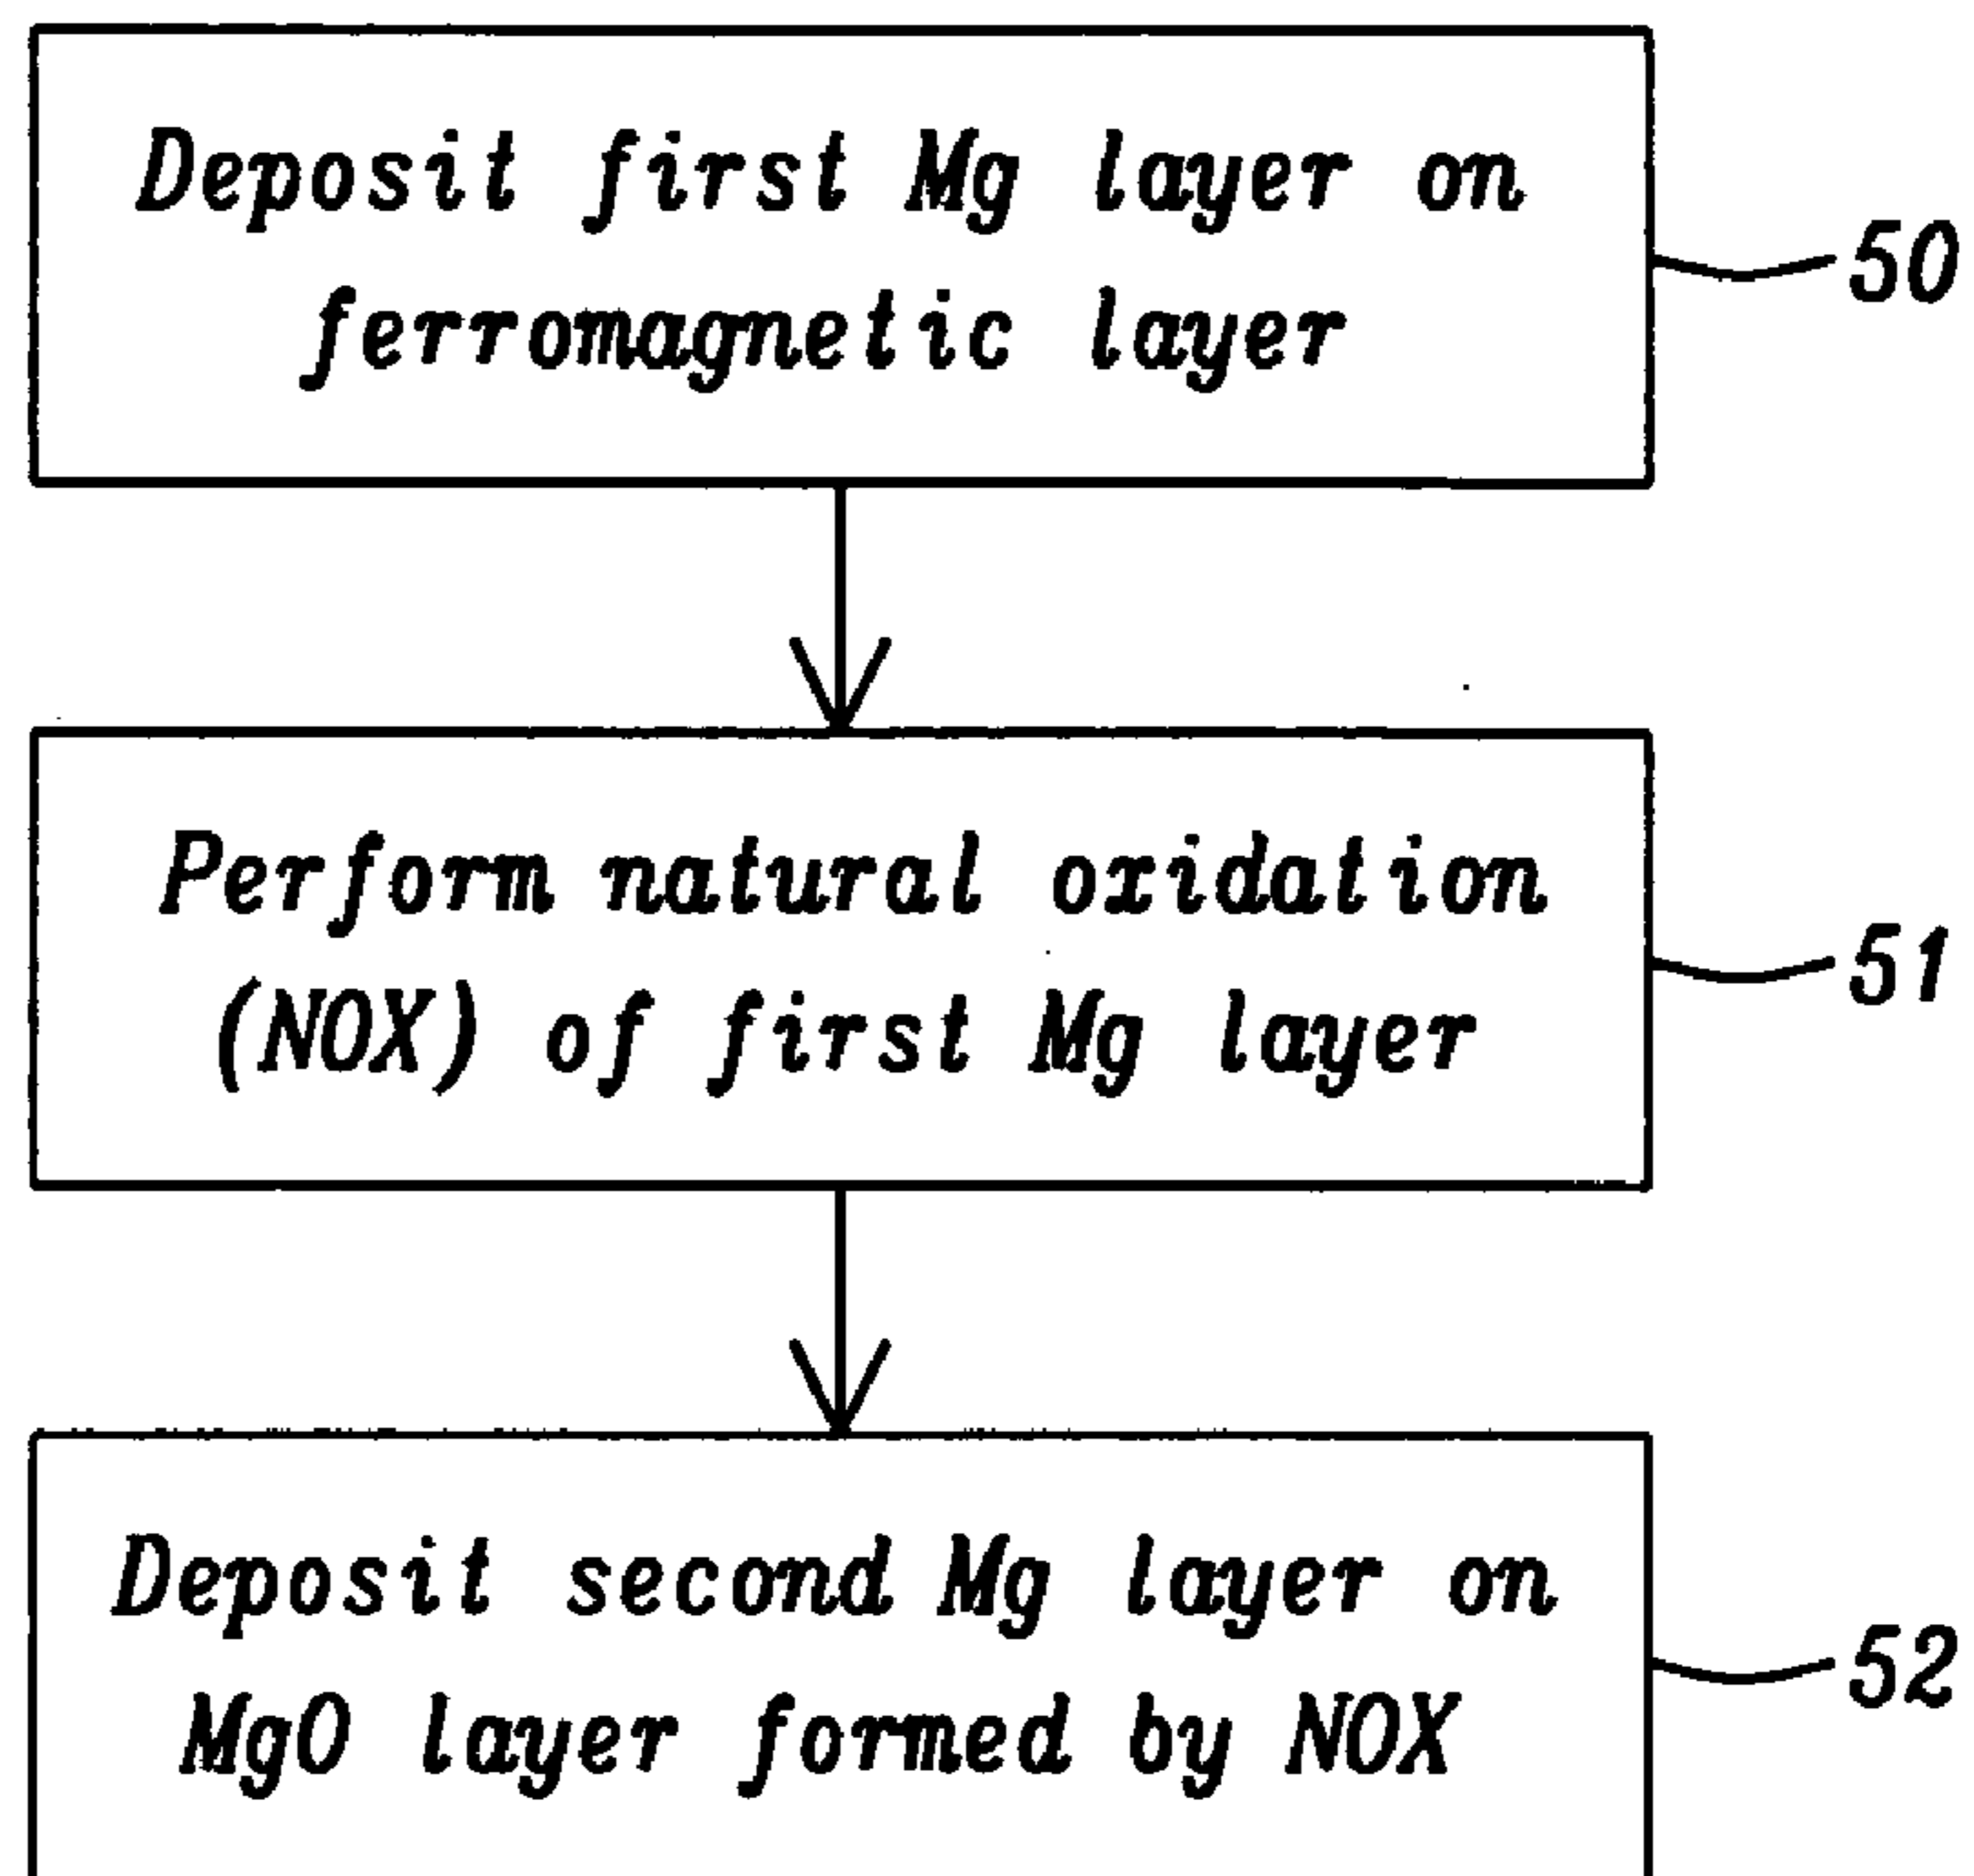 Deposit first Mg layer on
ferromagnetic layer
50
Perform natural oxidation
(NOX) of first Mg layer
51
Deposit second Mg layer on
MgO layer formed by NOX
52